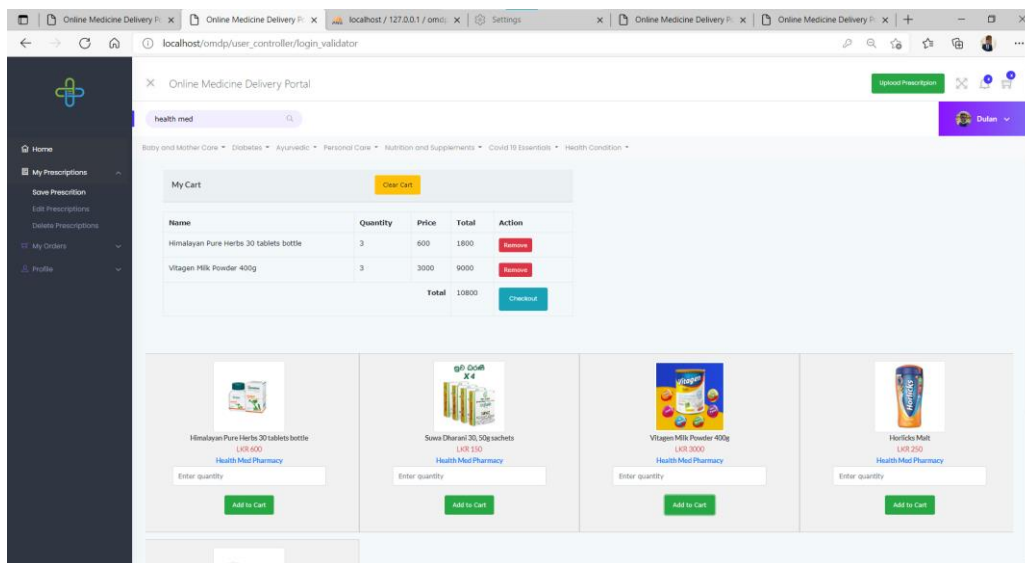 Online Medicine Delivery P
Online Medicine Delivery P
localhost / 127.0.0.1 / omd
Settings
Online Medicine Delivery P
Online Medicine Delivery P
localhost/omdp/user_controller/login_validator
Online Medicine Delivery Portal
health med
Dulan
Baby and Mother Care Diabetes Ayurvedic Personal Care Nutrition and Supplements Covid 19 Essentials Health Condition
Home
My Prescriptions
Save Prescrition
Edit Prescriptions
Delete Prescriptions
My Orders
Profile
My Cart Clear Cart
Name Quantity Price Total Action
Himalayan Pure Herbs 30 tablets bottle 3 600 1800 Remove
Vitagen Milk Powder 400g 3 3000 9000 Remove
Total 10800 Checkout
X 4
Vitagen
Horlicks
Himalayan Pure Herbs 30 tablets bottle
LKR 600
Health Med Pharmacy
Enter quantity
Add to Cart
Suwa Dharani 30, 50g sachets
LKR 150
Health Med Pharmacy
Enter quantity
Add to Cart
Vitagen Milk Powder 400g
LKR 3000
Health Med Pharmacy
Enter quantity
Add to Cart
Horlicks Malt
LKR 250
Health Med Pharmacy
Enter quantity
Add to Cart